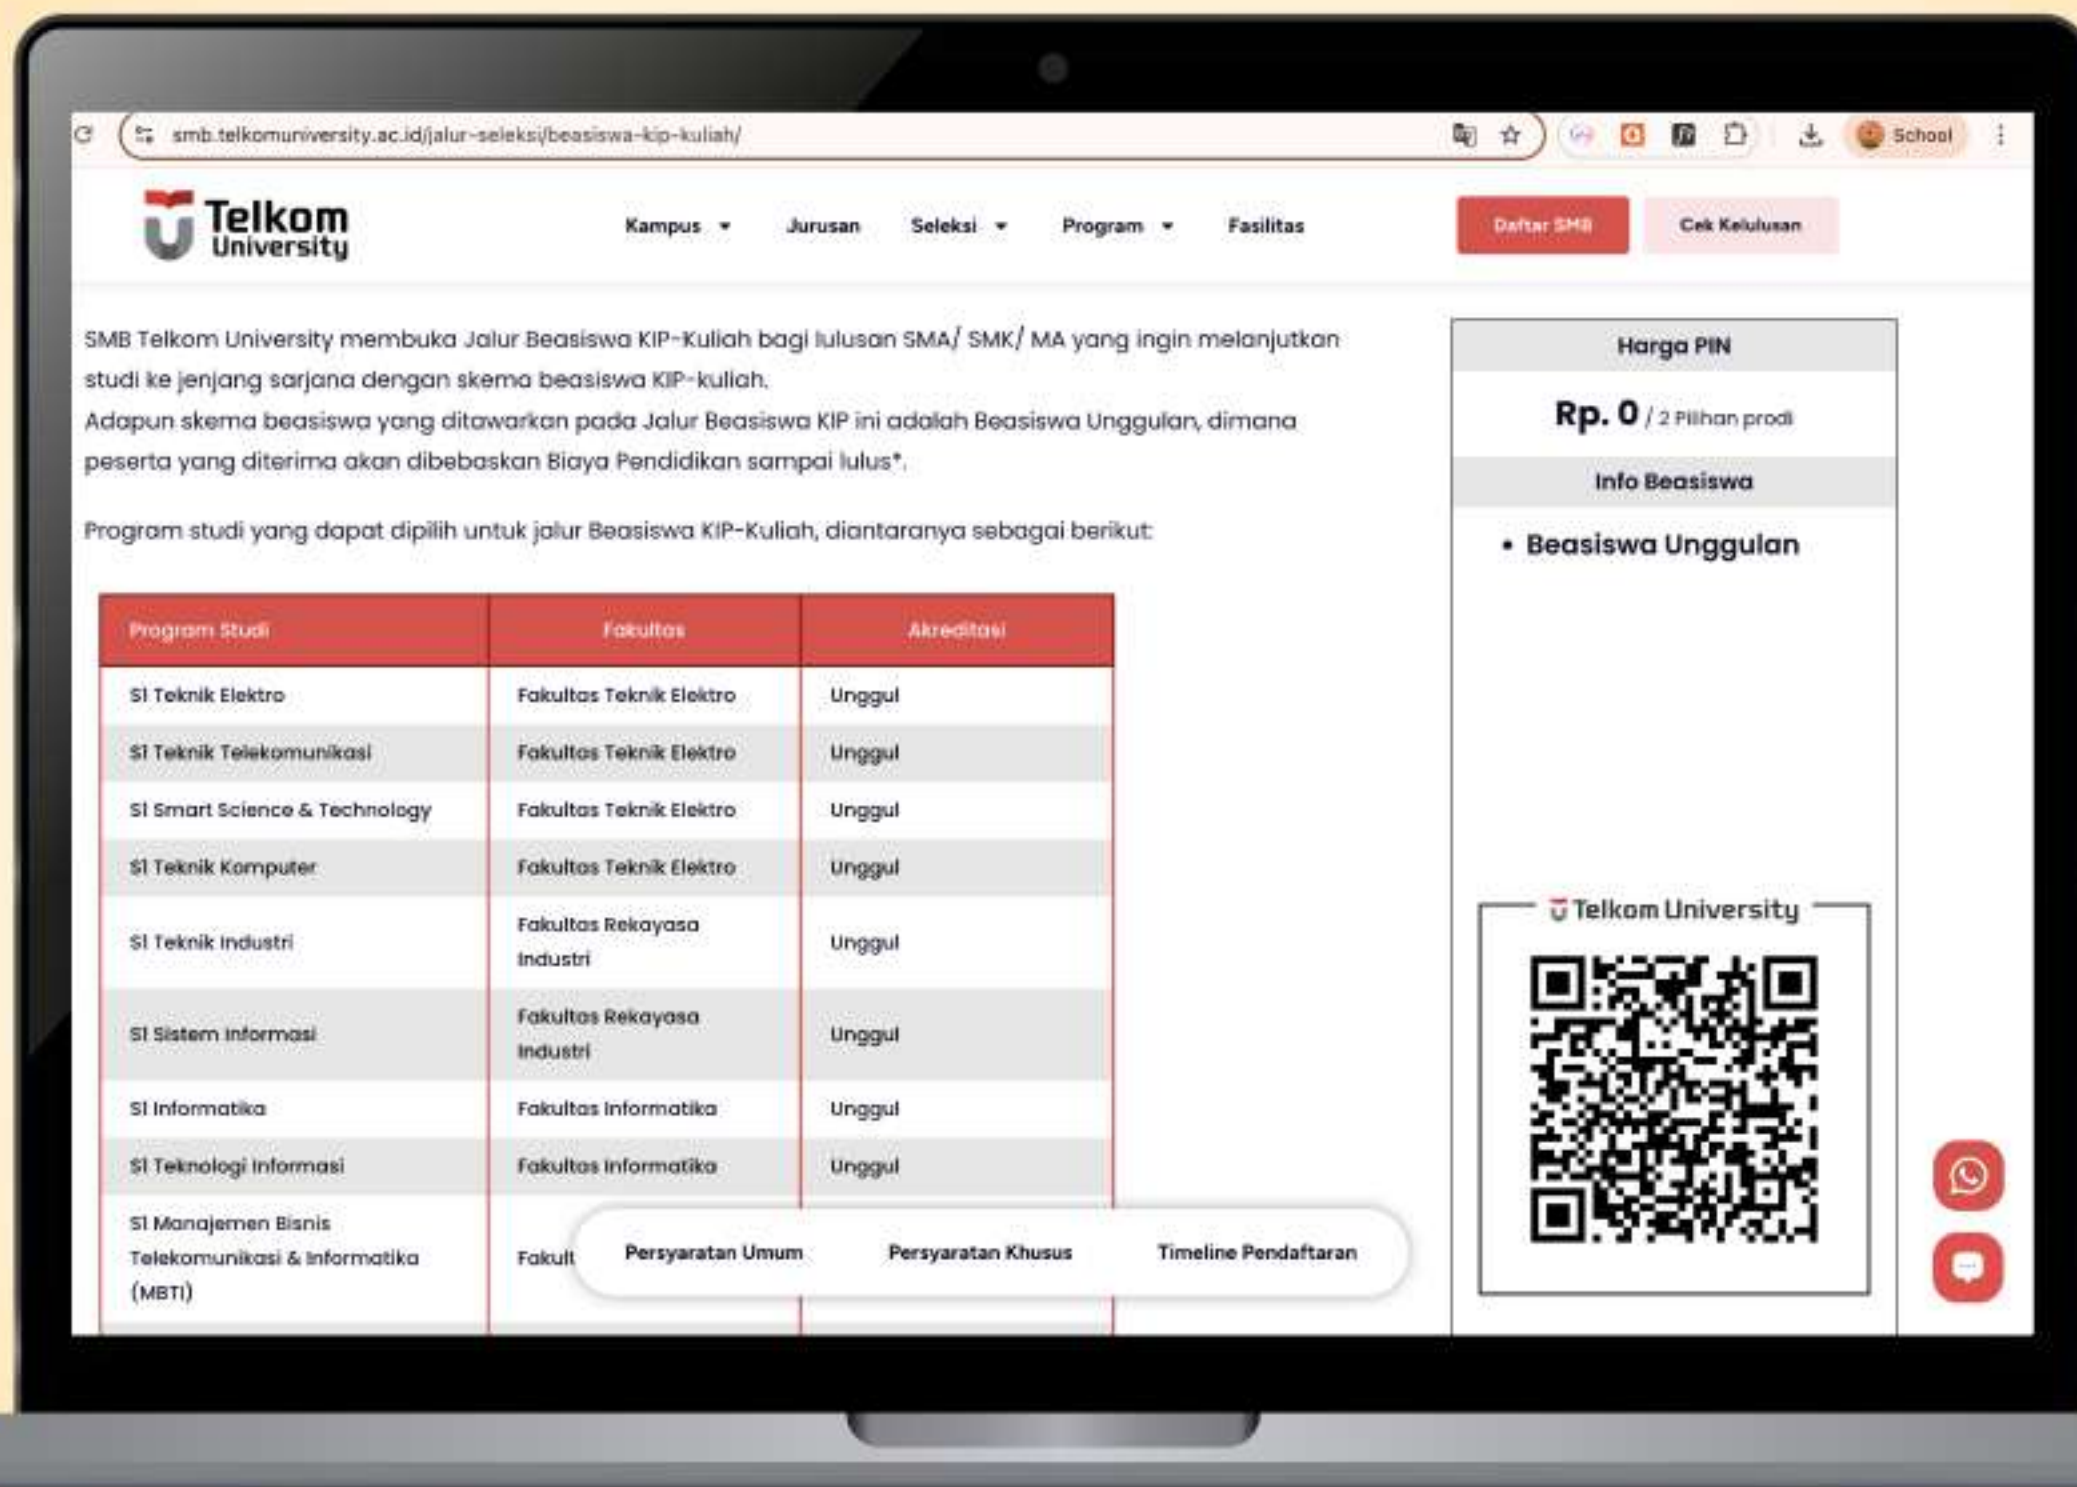 smb.telkomuniversity.ac.id/jalur-seleksi/beasiswa-kip-kuliah/
School
Telkom
University
Kampus
Jurusan
Seleksi
Program
Fasilitas
Daftar SMB
Cek Kelulusan
SMB Telkom University membuka Jalur Beasiswa KIP-Kuliah bagi lulusan SMA/ SMK/ MA yang ingin melanjutkan
studi ke jenjang sarjana dengan skema beasiswa KIP-kuliah.
Adapun skema beasiswa yang ditawarkan pada Jalur Beasiswa KIP ini adalah Beasiswa Unggulan, dimana
peserta yang diterima akan dibebaskan Biaya Pendidikan sampai lulus*.
Program studi yang dapat dipilih untuk jalur Beasiswa KIP-Kuliah, diantaranya sebagai berikut:
Program Studi Fakultas Akreditasi
S1 Teknik Elektro Fakultas Teknik Elektro Unggul
S1 Teknik Telekomunikasi Fakultas Teknik Elektro Unggul
S1 Smart Science & Technology Fakultas Teknik Elektro Unggul
S1 Teknik Komputer Fakultas Teknik Elektro Unggul
S1 Teknik Industri Fakultas Rekayasa
Industri Unggul
S1 Sistem Informasi Fakultas Rekayasa
Industri Unggul
S1 Informatika Fakultas Informatika Unggul
S1 Teknologi Informasi Fakultas Informatika Unggul
S1 Manajemen Bisnis
Telekomunikasi & Informatika
(MBTI)
Fakult
Persyaratan Umum
Persyaratan Khusus
Timeline Pendaftaran
Harga PIN
Rp. 0 / 2 Pilihan prodi
Info Beasiswa
• Beasiswa Unggulan
Telkom University